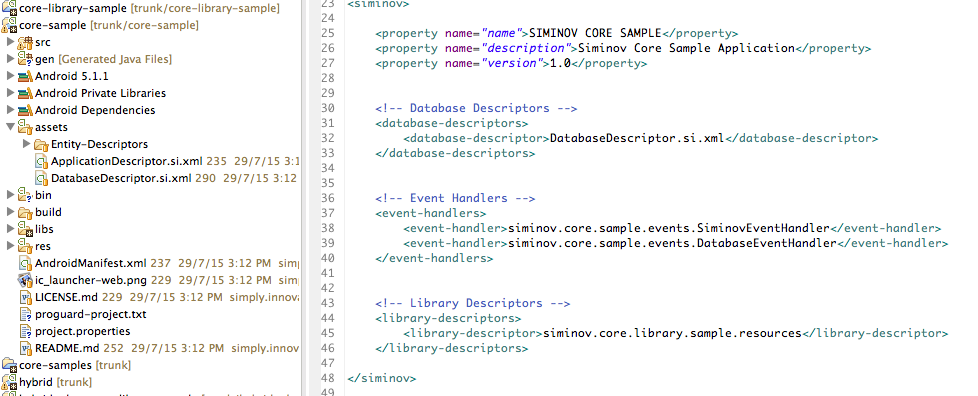 core-library-sample [trunk/core-library-sample]
core-sample [trunk/core-sample]
src
gen [Generated Java Files]
Android 5.1.1
Android Private Libraries
Android Dependencies
assets
Entity-Descriptors
ApplicationDescriptor.si.xml 235 29/7/15 3:1
DatabaseDescriptor.si.xml 290 29/7/15 3:12
bin
build
libs
res
AndroidManifest.xml 237 29/7/15 3:12 PM simp
ic_launcher-web.png 229 29/7/15 3:12 PM s
LICENSE.md 229 29/7/15 3:12 PM simply.innova
proguard-project.txt
project.properties
README.md 252 29/7/15 3:12 PM simply.innov
core-samples [trunk]
hybrid [trunk]
23 <siminov>
24
25 <property name="name">SIMINOV CORE SAMPLE</property>
26 <property name="description">Siminov Core Sample Application</property>
27 <property name="version">1.0</property>
28
29
30 <!-- Database Descriptors -->
31 <database-descriptors>
32 <database-descriptor>DatabaseDescriptor.si.xml</database-descriptor>
33 </database-descriptors>
34
35
36 <!-- Event Handlers -->
37 <event-handlers>
38 <event-handler>siminov.core.sample.events.SiminovEventHandler</event-handler>
39 <event-handler>siminov.core.sample.events.DatabaseEventHandler</event-handler>
40 </event-handlers>
41
42
43 <!-- Library Descriptors -->
44 <library-descriptors>
45 <library-descriptor>siminov.core.library.sample.resources</library-descriptor>
46 </library-descriptors>
47
48 </siminov>
49